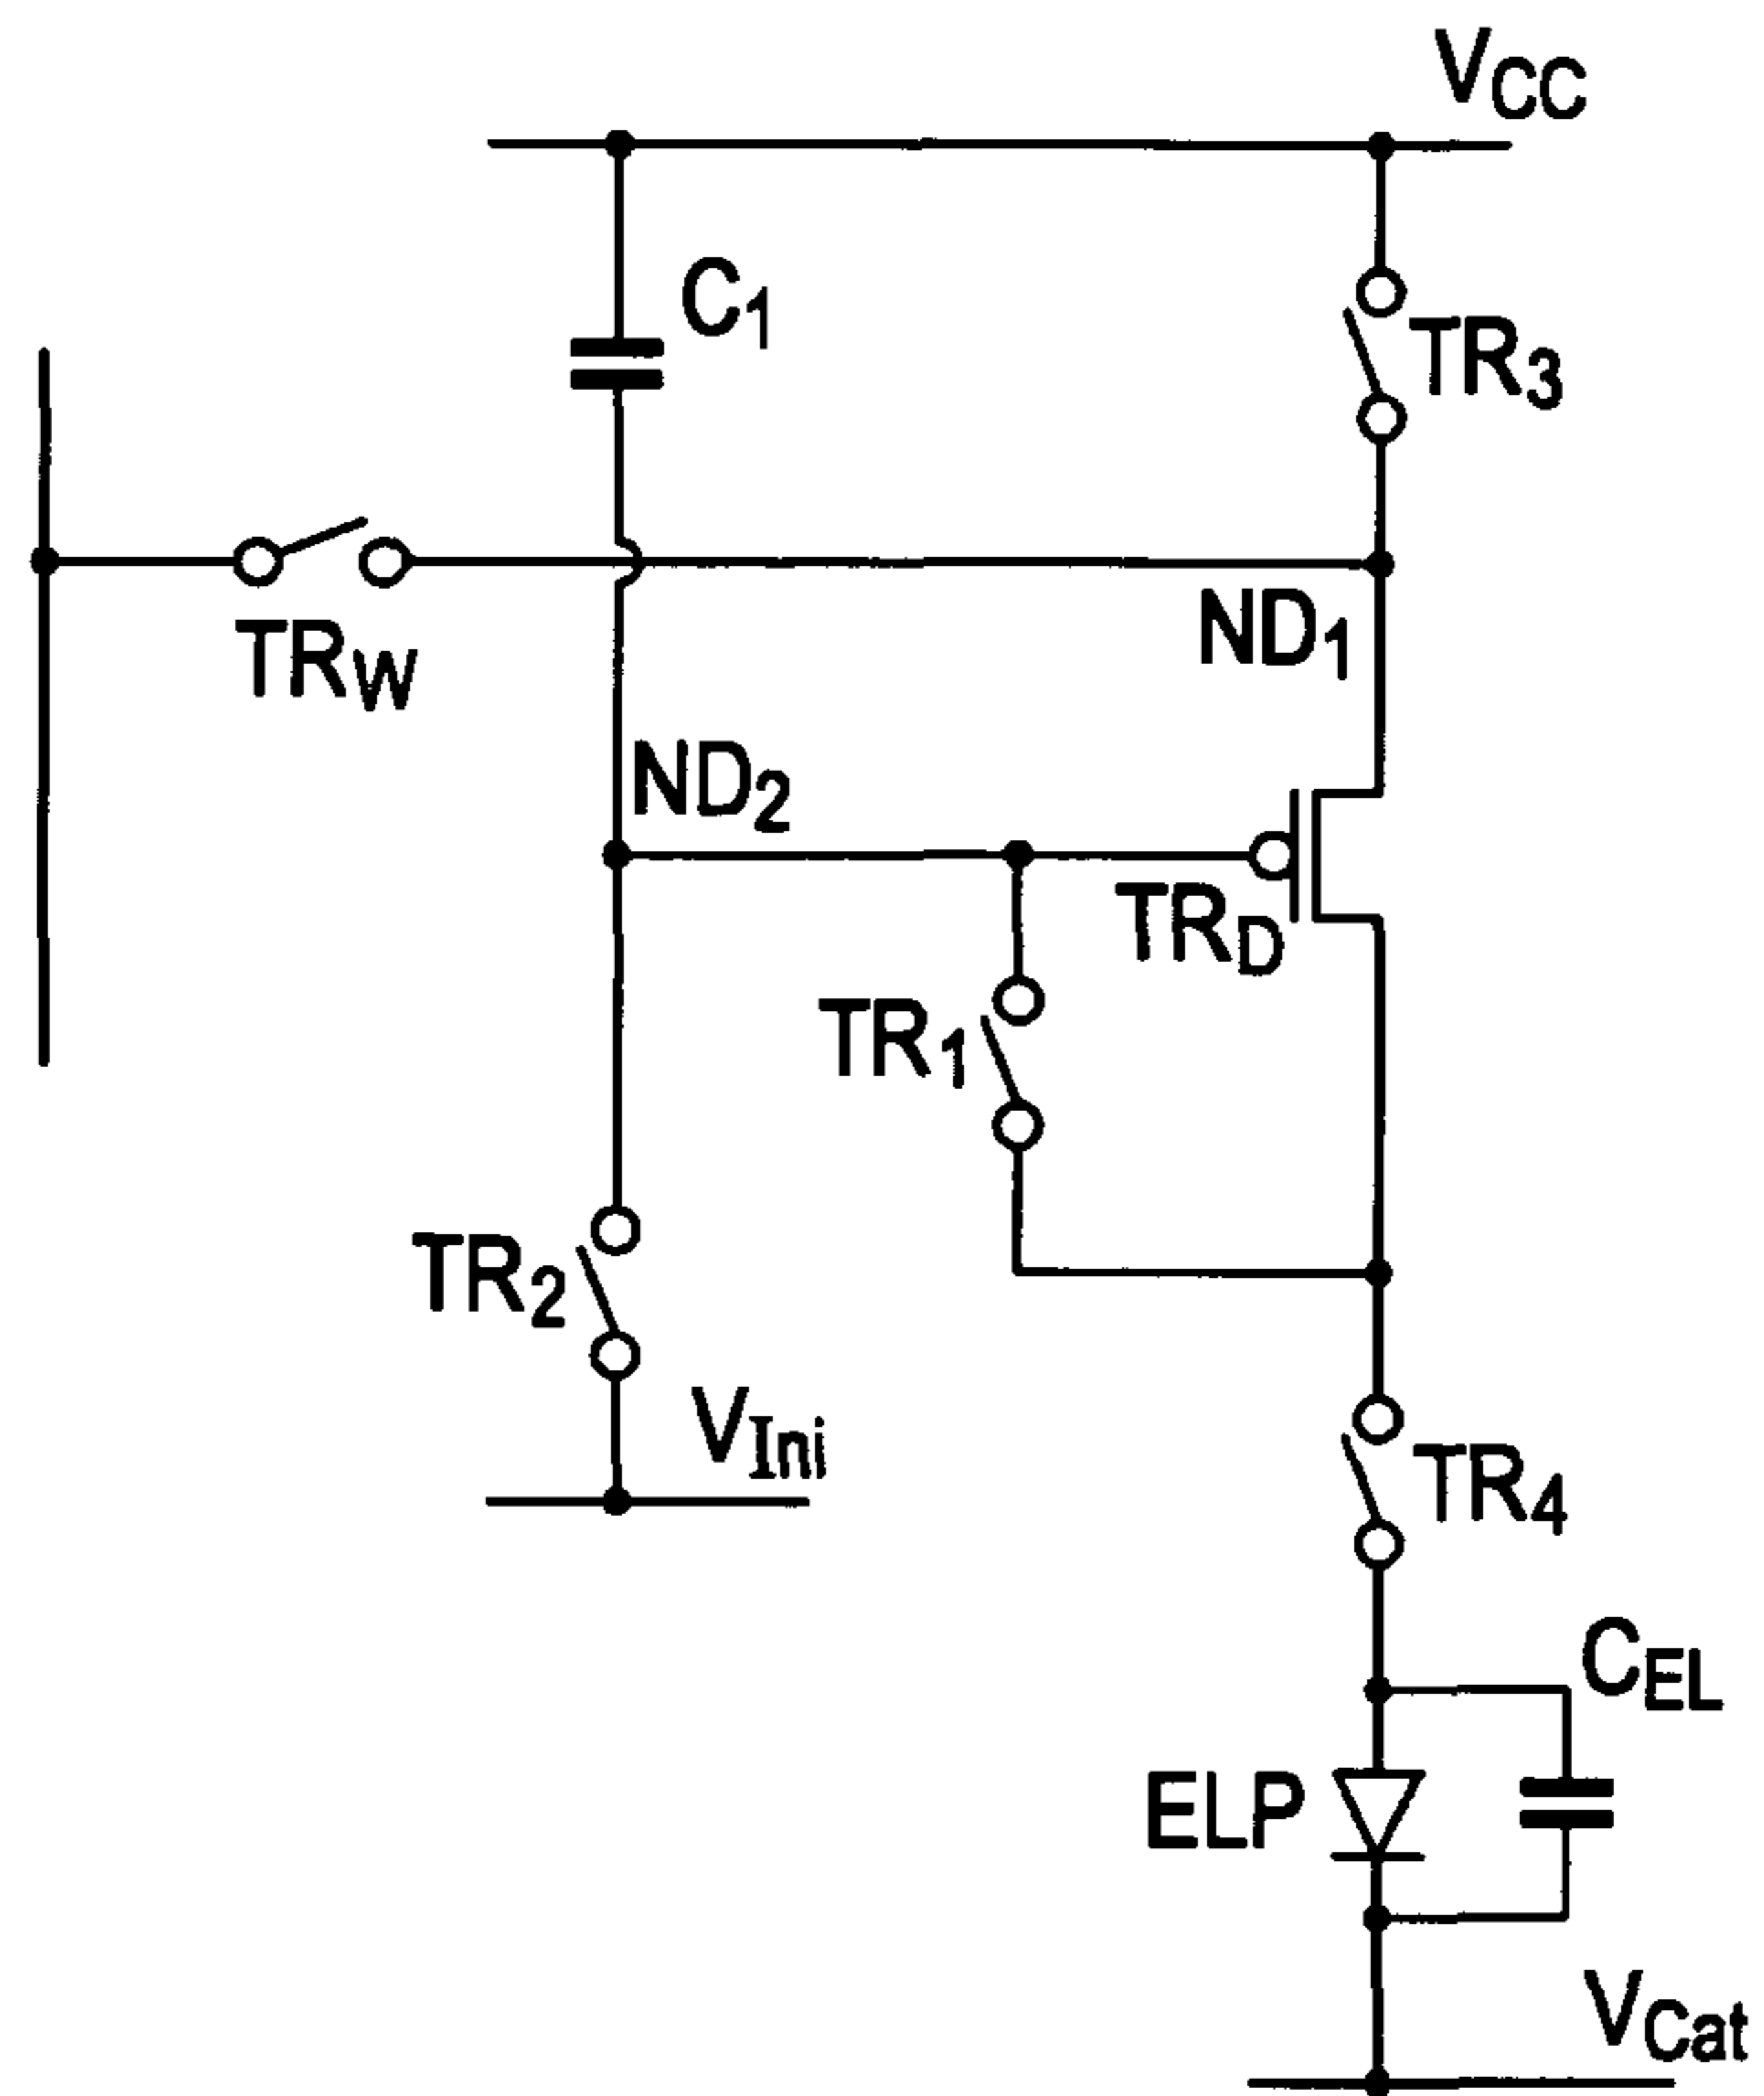 VCC
C1
TR3
TRW
ND1
ND2
TRD
TR1
TR2
VIni
TR4
CEL
ELP
VCat